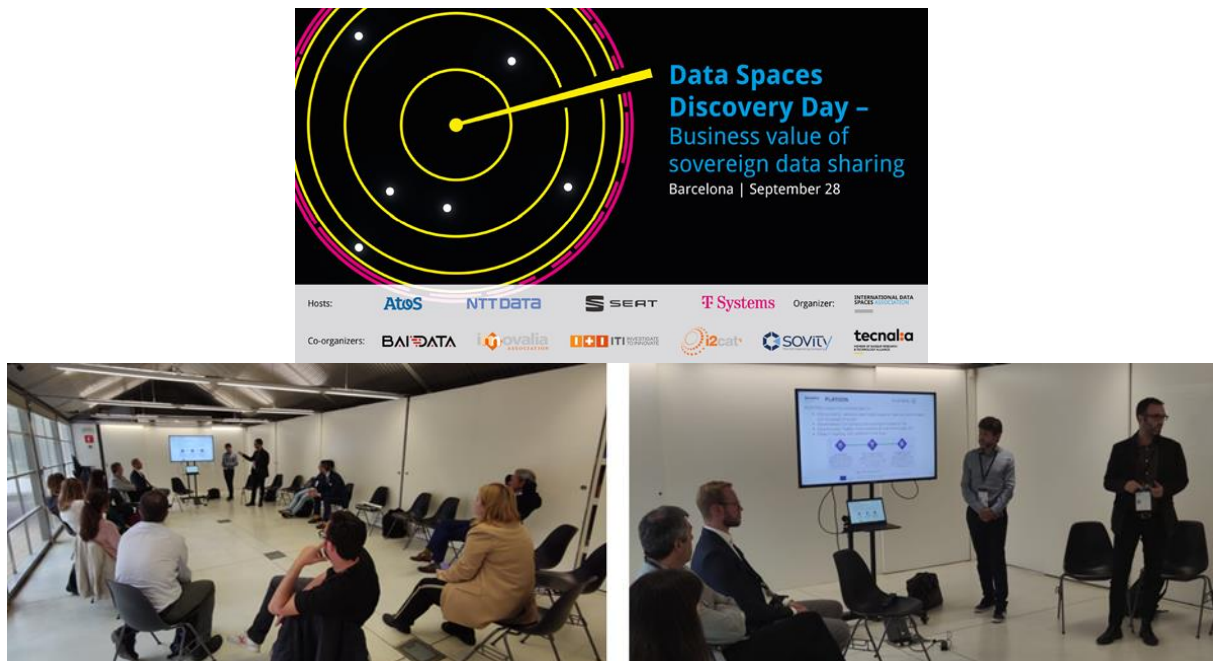 Data Spaces
Discovery Day –
Business value of
sovereign data sharing
Barcelona | September 28
Hosts:
Atos
NTT DATA
SEAT
T Systems
Organizer:
INTERNATIONAL DATA
SPACES ASSOCIATION
Co-organizers:
BAIDATA
innovalia
ASSOCIATION
ITI
i2cat
SOVITY
tecnalia
PLATOON